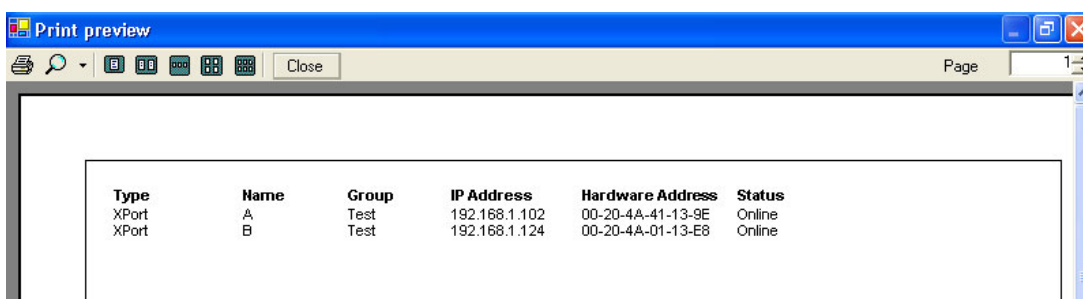 Print preview
Close Page 1
Type Name Group IP Address Hardware Address Status
XPort A Test 192.168.1.102 00-20-4A-41-13-9E Online
XPort B Test 192.168.1.124 00-20-4A-01-13-E8 Online